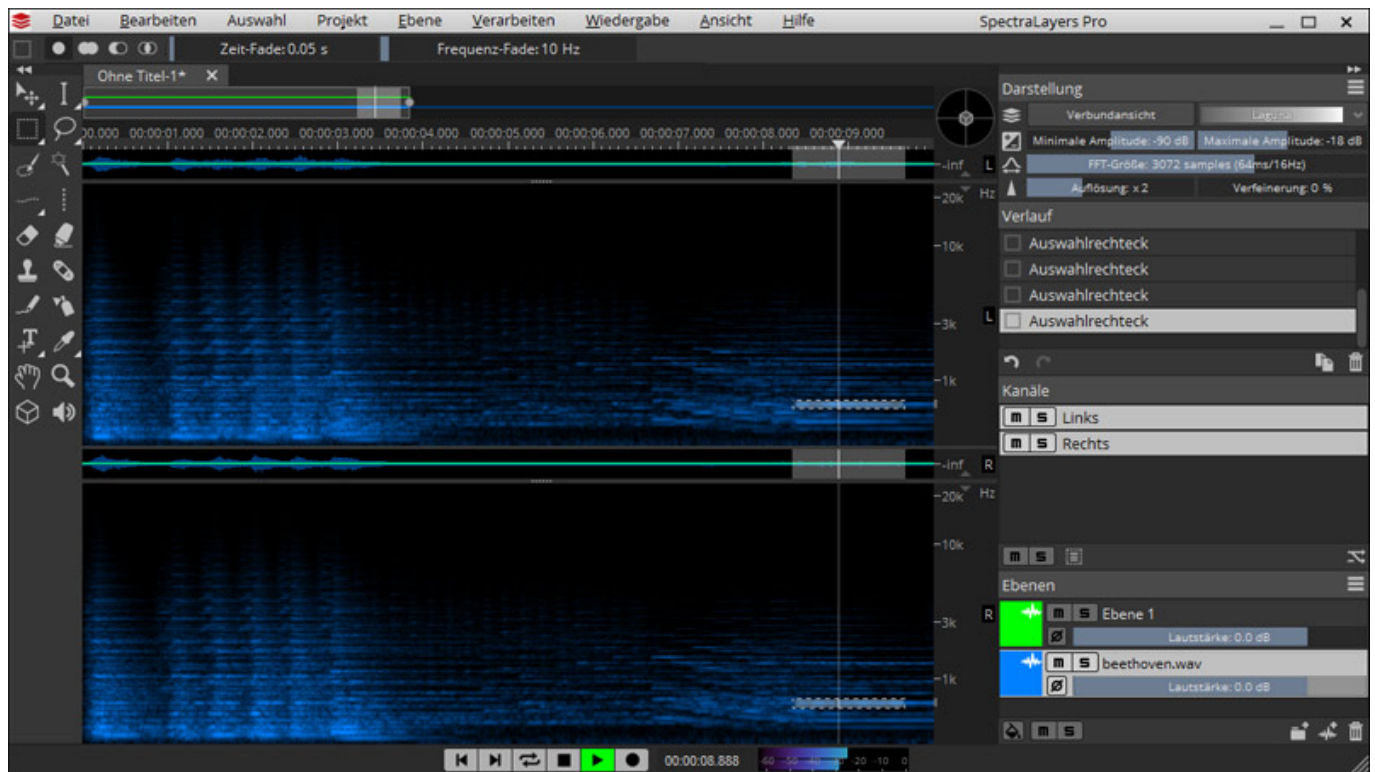 Datei Bearbeiten Auswahl Projekt Ebene Verarbeiten Wiedergabe Ansicht Hilfe SpectraLayers Pro
Zeit-Fade: 0.05 s Frequenz-Fade: 10 Hz
Ohne Titel-1*
Darstellung
Verbundansicht
00.000 00:00:01.000 00:00:02.000 00:00:03.000 00:00:04.000 00:00:05.000 00:00:06.000 00:00:07.000 00:00:08.000 00:00:09.000
Minimale Amplitude: -90 dB Maximale Amplitude: -18 dB
-inf L
FFT-Größe: 3072 samples (64ms/16Hz)
Auflösung: x 2 Verfeinerung: 0 %
20k Hz
Verlauf
10k
Auswahlrechteck
Auswahlrechteck
Auswahlrechteck
Auswahlrechteck
3k L
1k
Kanäle
m S Links
m S Rechts
-inf R
20k Hz
10k
m S
Ebenen
3k R
m S Ebene 1
Lautstärke: 0.0 dB
m S beethoven.wav
1k
Lautstärke: 0.0 dB
m S
00:00:08.888 -60 -50 -40 -20 -10 0